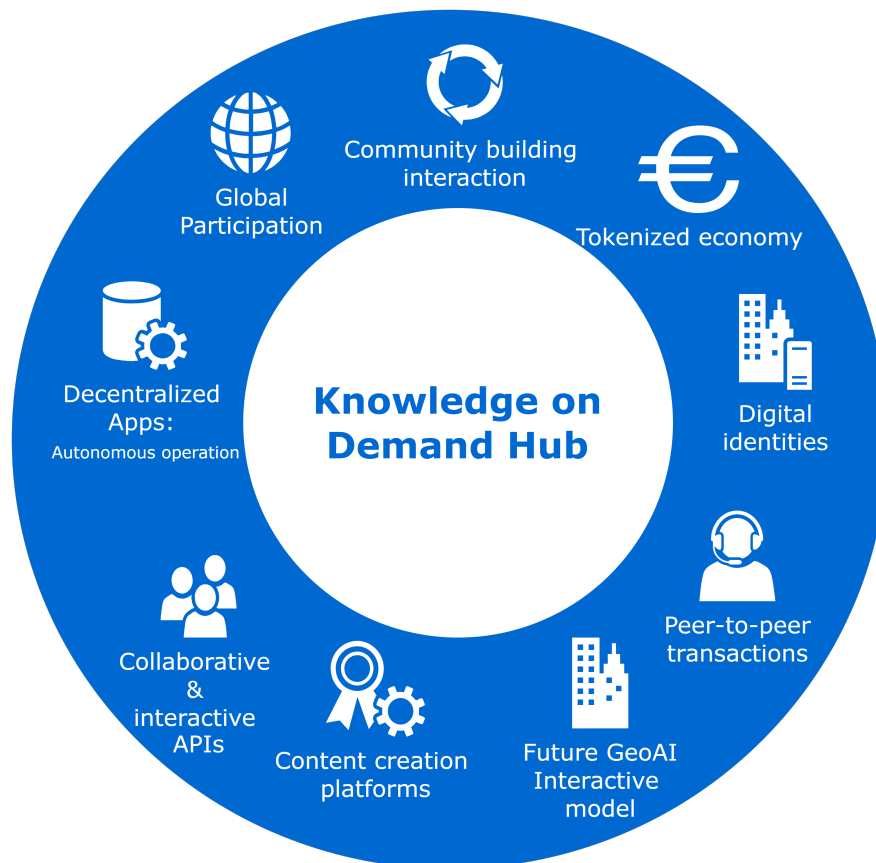 Community building
interaction
Global
Participation
Tokenized economy
Decentralized
Apps:
Autonomous operation
Knowledge on
Demand Hub
Digital
identities
Peer-to-peer
transactions
Collaborative
&
interactive
APIs
Content creation
platforms
Future GeoAI
Interactive
model